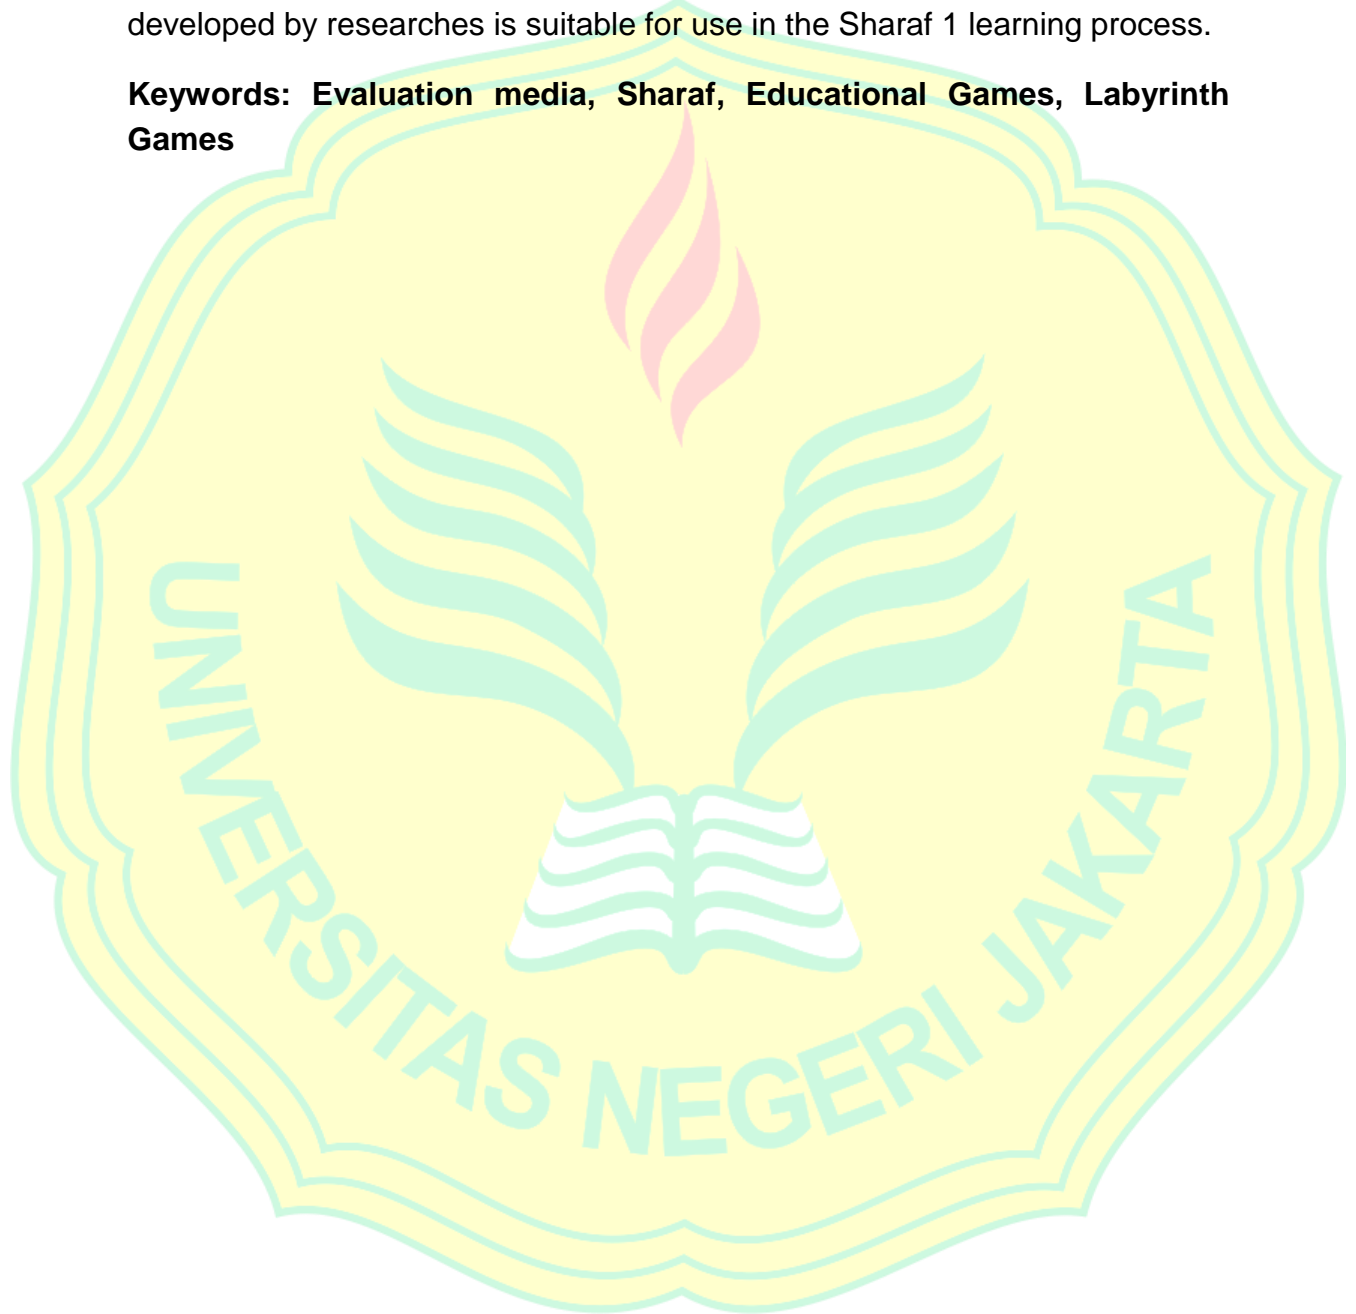 developed by researches is suitable for use in the Sharaf 1 learning process.
Keywords: Evaluation media, Sharaf, Educational Games, Labyrinth
Games
UNIVERSITAS NEGERI JAKARTA